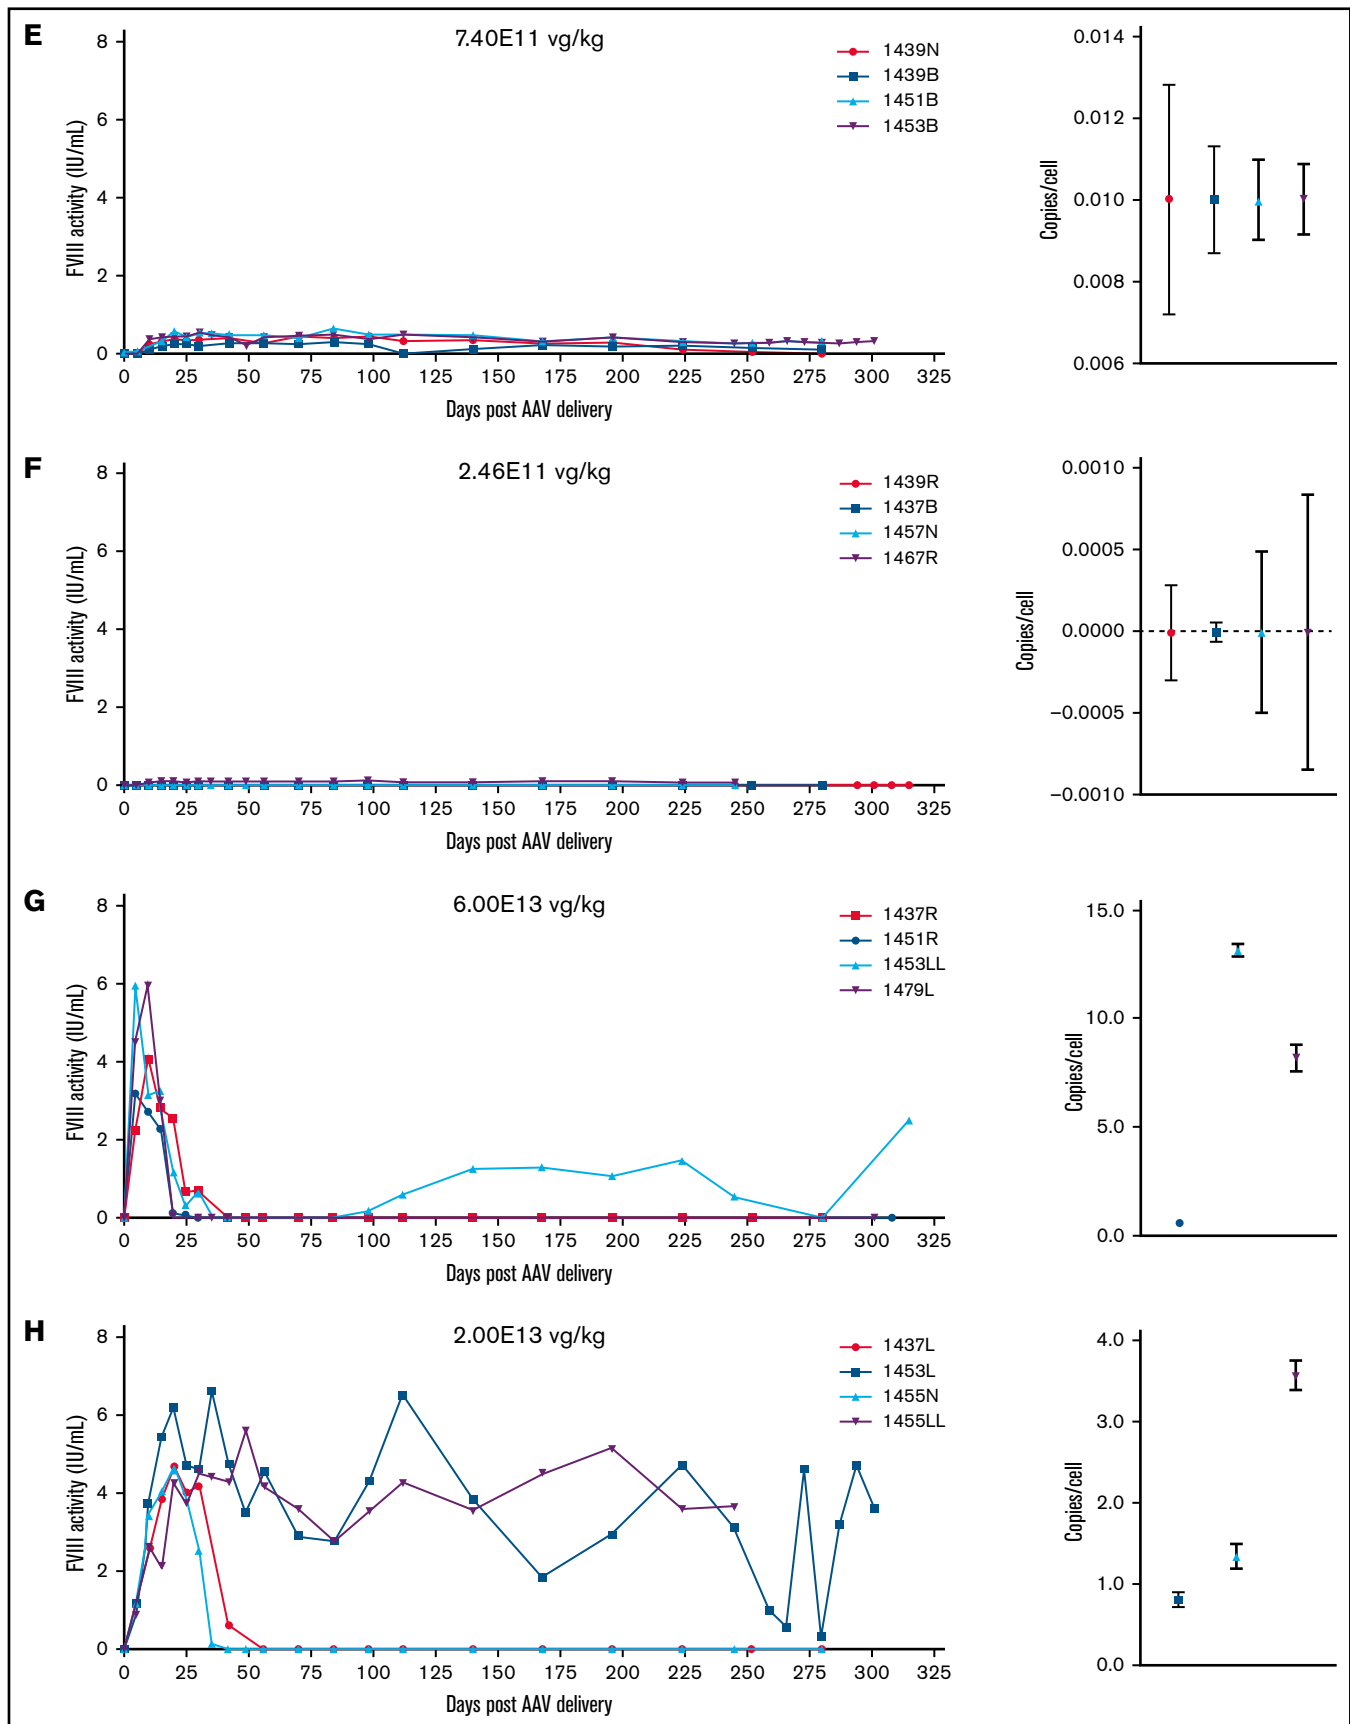 E
7.40E11 vg/kg
1439N
1439B
1451B
1453B
FVIII activity (IU/mL)
8
6
4
2
0
0 25 50 75 100 125 150 175 200 225 250 275 300 325
Days post AAV delivery
Copies/cell
0.014
0.012
0.010
0.008
0.006
F
2.46E11 vg/kg
1439R
1437B
1457N
1467R
FVIII activity (IU/mL)
8
6
4
2
0
0 25 50 75 100 125 150 175 200 225 250 275 300 325
Days post AAV delivery
Copies/cell
0.0010
0.0005
0.0000
−0.0005
−0.0010
G
6.00E13 vg/kg
1437R
1451R
1453LL
1479L
FVIII activity (IU/mL)
8
6
4
2
0
0 25 50 75 100 125 150 175 200 225 250 275 300 325
Days post AAV delivery
Copies/cell
15.0
10.0
5.0
0.0
H
2.00E13 vg/kg
1437L
1453L
1455N
1455LL
FVIII activity (IU/mL)
8
6
4
2
0
0 25 50 75 100 125 150 175 200 225 250 275 300 325
Days post AAV delivery
Copies/cell
4.0
3.0
2.0
1.0
0.0